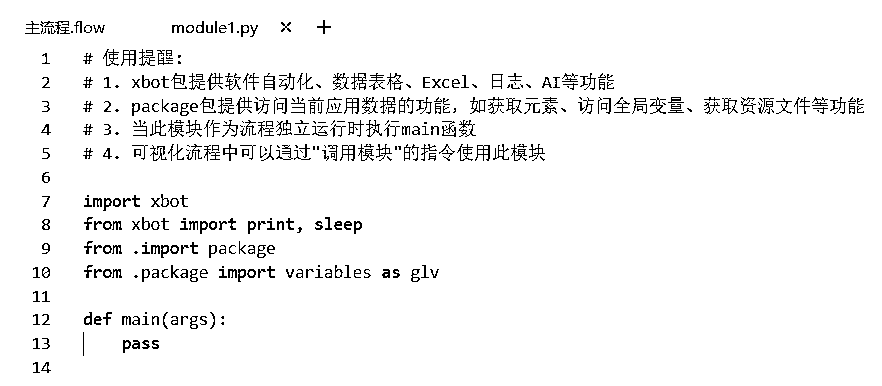 主流程.flow module1.py × +
1 # 使用提醒:
2 # 1. xbot包提供软件自动化、数据表格、Excel、日志、AI等功能
3 # 2. package包提供访问当前应用数据的功能，如获取元素、访问全局变量、获取资源文件等功能
4 # 3. 当此模块作为流程独立运行时执行main函数
5 # 4. 可视化流程中可以通过"调用模块"的指令使用此模块
6
7 import xbot
8 from xbot import print, sleep
9 from .import package
10 from .package import variables as glv
11
12 def main(args):
13     pass
14